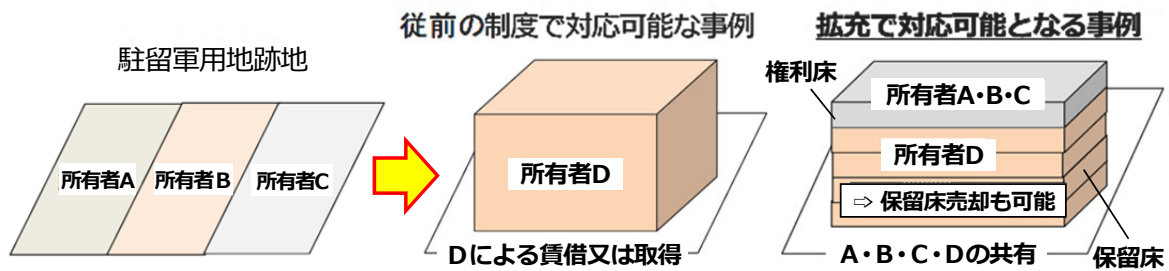 駐留軍用地跡地
所有者A
所有者B
所有者C
従前の制度で対応可能な事例
所有者D
Dによる賃借又は取得
拡充で対応可能となる事例
権利床
所有者A・B・C
所有者D
⇨ 保留床売却も可能
A・B・C・Dの共有
保留床